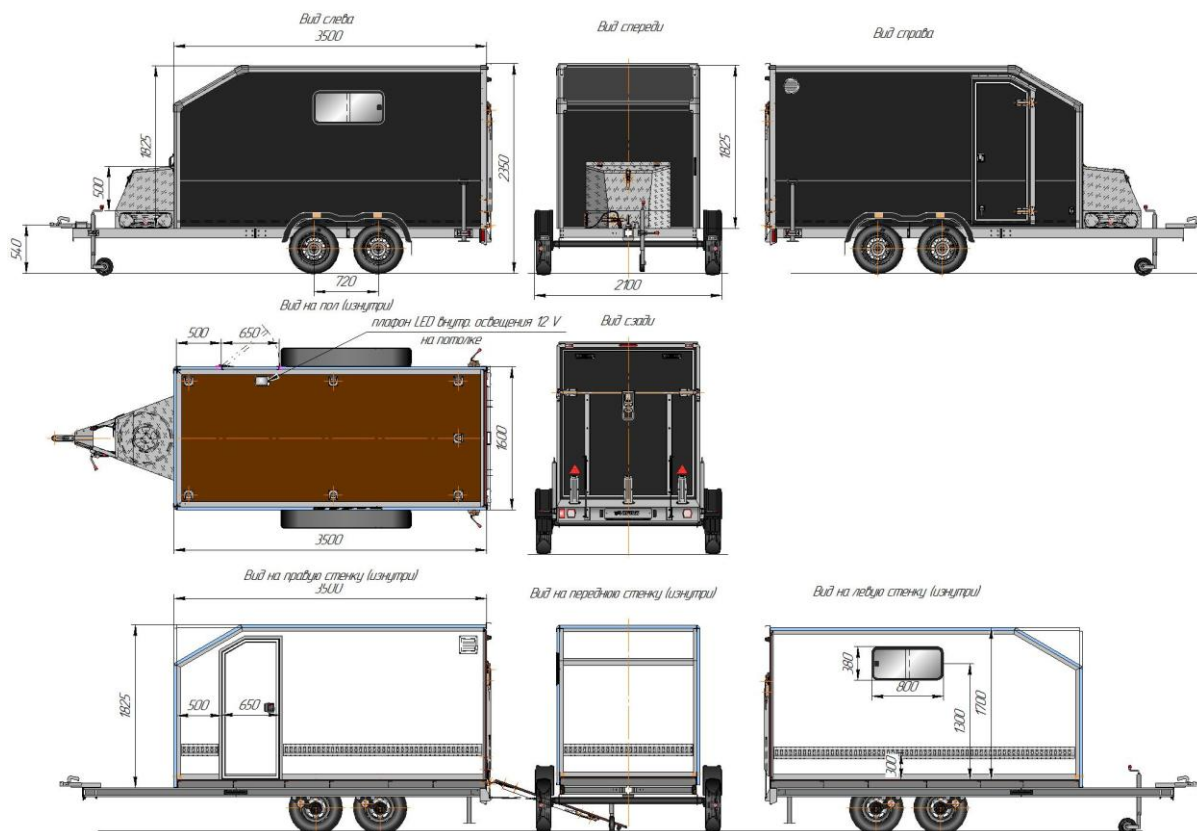 Вид слева
3500
Вид спереди
Вид справа
1825
500
540
2350
720
1825
2100
Вид на пол (изнутри)
500
650
плафон LED внутр. освещения 12 V
на потолке
Вид сзади
1600
3500
Вид на правую стенку (изнутри)
3500
Вид на переднюю стенку (изнутри)
Вид на левую стенку (изнутри)
1825
500
650
380
800
1300
1700
300